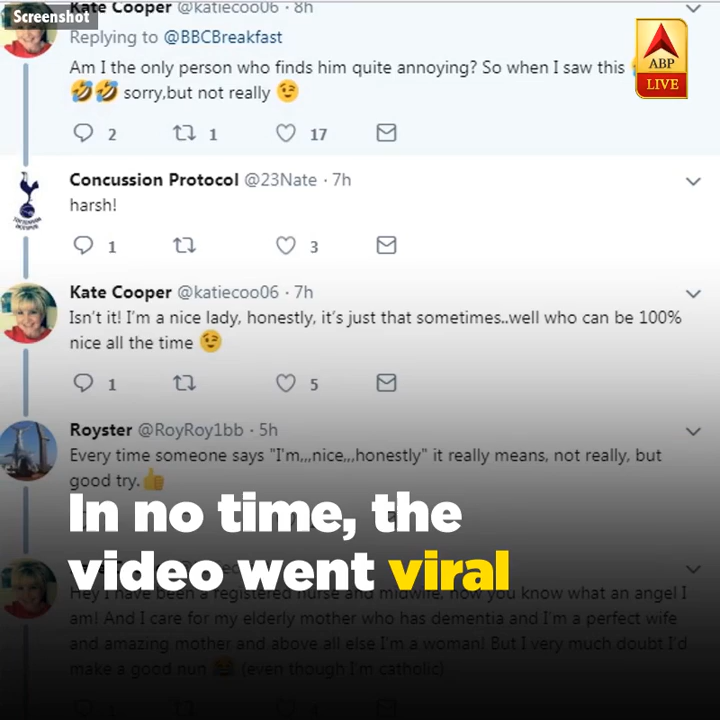 Screenshot
Kate Cooper @katiecoo06 · 8h
Replying to @BBCBreakfast
Am I the only person who finds him quite annoying? So when I saw this
🤣🤣 sorry,but not really 😉
2 1 17
ABP
LIVE
Concussion Protocol @23Nate · 7h
harsh!
1 3
Kate Cooper @katiecoo06 · 7h
Isn't it! I'm a nice lady, honestly, it's just that sometimes..well who can be 100%
nice all the time 😉
1 5
Royster @RoyRoy1bb · 5h
Every time someone says "I'm,,,nice,,,honestly" it really means, not really, but
good try.👍
In no time, the
video went viral
Hey I have been a registered nurse and midwife, now you know what an angel I
am! And I care for my elderly mother who has dementia and I'm a perfect wife
and amazing mother and above all else I'm a woman! But I very much doubt I'd
make a good nun 😂 (even though I'm catholic)